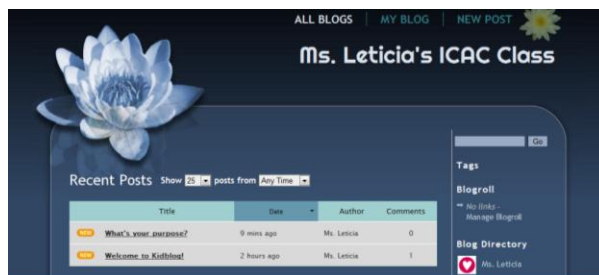 ALL BLOGS MY BLOG NEW POST
Ms. Leticia's ICAC Class
Go
Recent Posts Show 25 posts from Any Time
Title Date Author Comments
NEW What's your purpose? 9 mins ago Ms. Leticia 0
NEW Welcome to Kidblog! 2 hours ago Ms. Leticia 1
Tags
Blogroll
No links -
Manage Blogroll
Blog Directory
Ms. Leticia